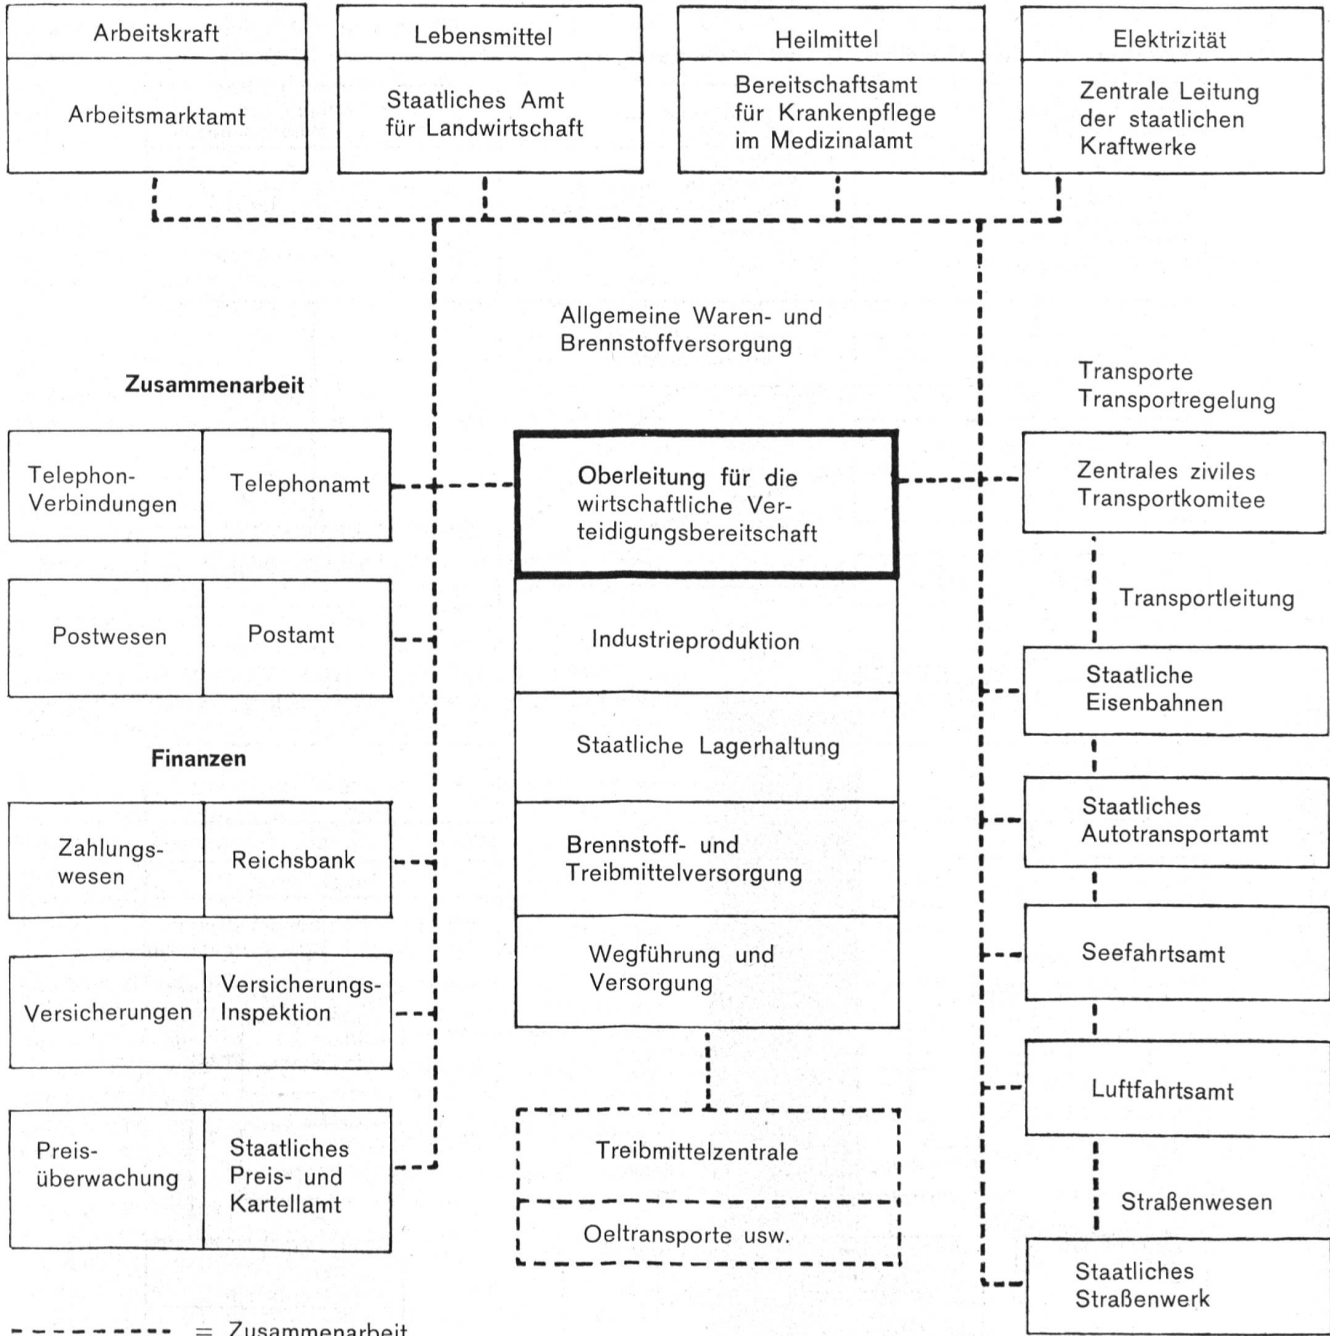 Arbeitskraft
Arbeitsmarktamt
Lebensmittel
Staatliches Amt
für Landwirtschaft
Heilmittel
Bereitschaftsamt
für Krankenpflege
im Medizinalamt
Elektrizität
Zentrale Leitung
der staatlichen
Kraftwerke
Allgemeine Waren- und
Brennstoffversorgung
Zusammenarbeit
Telephon-
Verbindungen
Telephonamt
Postwesen
Postamt
Finanzen
Zahlungs-
wesen
Reichsbank
Versicherungen
Versicherungs-
Inspektion
Preis-
überwachung
Staatliches
Preis- und
Kartellamt
Oberleitung für die
wirtschaftliche Ver-
teidigungsbereitschaft
Industrieproduktion
Staatliche Lagerhaltung
Brennstoff- und
Treibmittelversorgung
Wegführung und
Versorgung
Treibmittelzentrale
Oeltransporte usw.
Transporte
Transportregelung
Zentrales ziviles
Transportkomitee
Transportleitung
Staatliche
Eisenbahnen
Staatliches
Autotransportamt
Seefahrtsamt
Luftfahrtsamt
Straßenwesen
Staatliches
Straßenwerk
= Zusammenarbeit